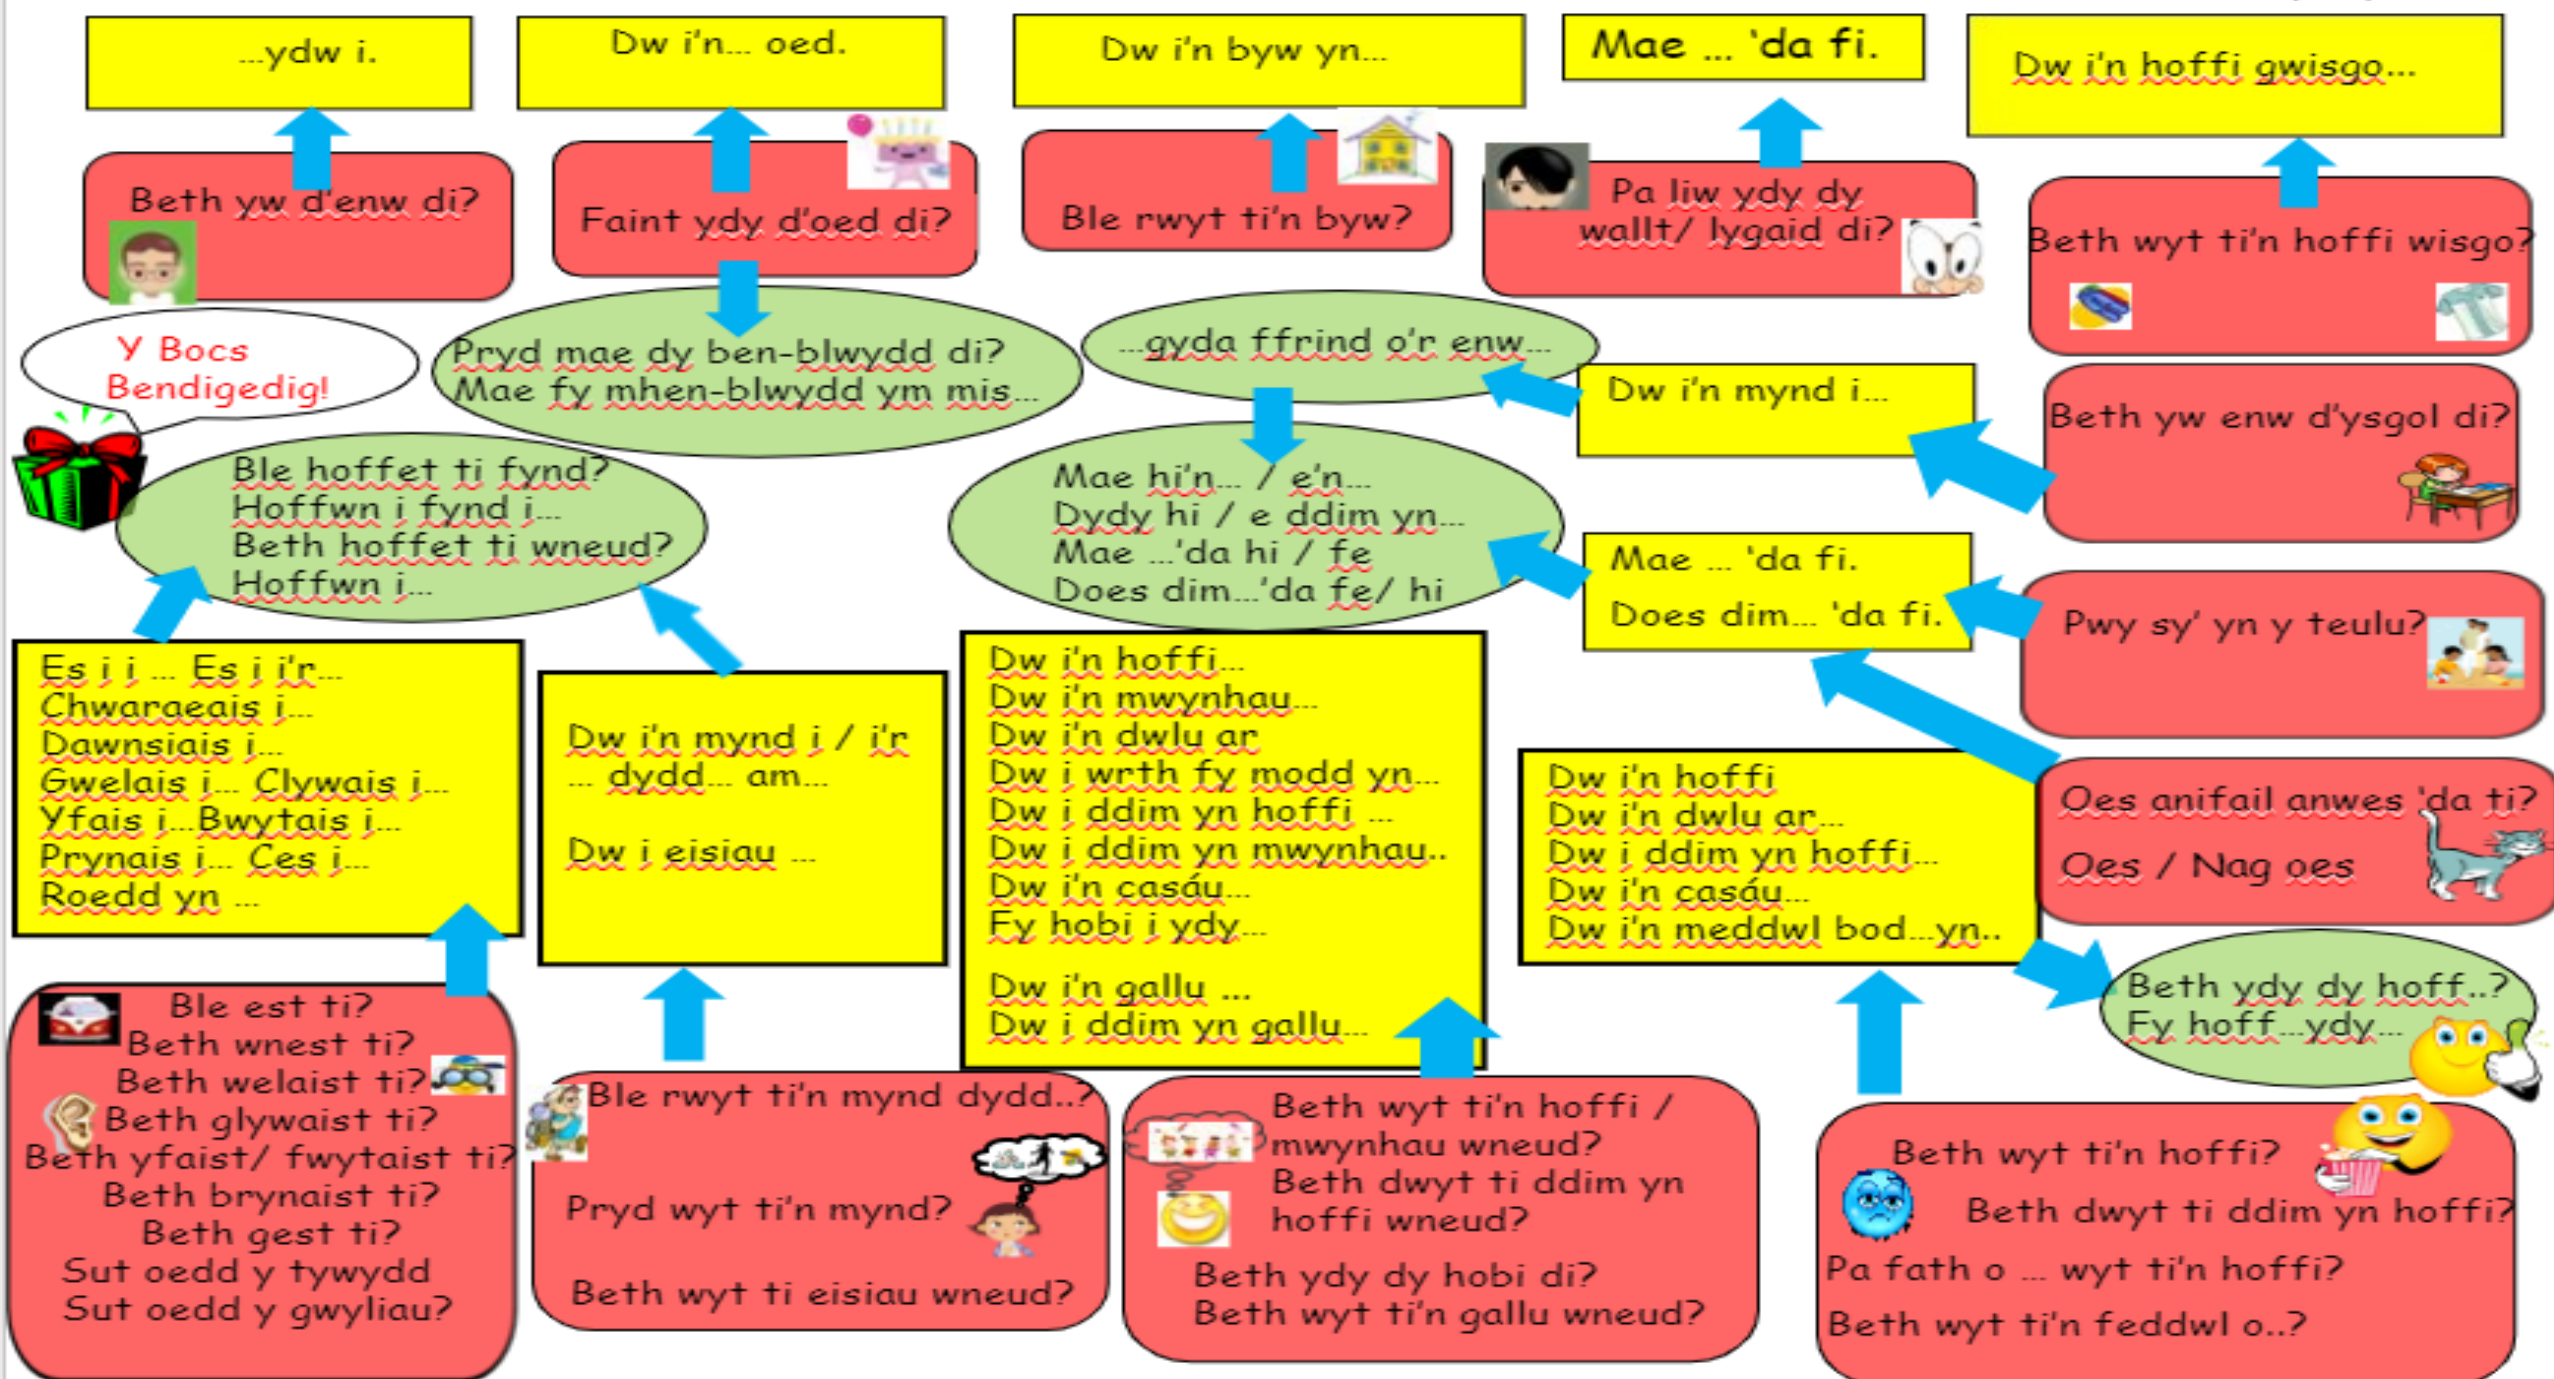 ...ydw i.
Dw i'n... oed.
Dw i'n byw yn...
Mae ... 'da fi.
Dw i'n hoffi gwisgo...
Beth yw d'enw di?
Faint ydy d'oed di?
Ble rwyt ti'n byw?
Pa liw ydy dy
wallt/ lygaid di?
Beth wyt ti'n hoffi wisgo?
Y Bocs
Bendigedig!
Pryd mae dy ben-blwydd di?
Mae fy mhen-blwydd ym mis...
...gyda ffrind o'r enw...
Dw i'n mynd i...
Beth yw enw d'ysgol di?
Ble hoffet ti fynd?
Hoffwn i fynd i...
Beth hoffet ti wneud?
Hoffwn i...
Mae hi'n... / e'n...
Dydy hi / e ddim yn...
Mae ...'da hi / fe
Does dim...'da fe/ hi
Mae ... 'da fi.
Does dim... 'da fi.
Pwy sy' yn y teulu?
Es i i ... Es i i'r...
Chwaraeais i...
Dawnsiais i...
Gwelais i... Clywais i...
Yfais i...Bwytais i...
Prynais i... Ces i...
Roedd yn ...
Dw i'n mynd i / i'r
... dydd... am...
Dw i eisiau ...
Dw i'n hoffi...
Dw i'n mwynhau...
Dw i'n dwlu ar
Dw i wrth fy modd yn...
Dw i ddim yn hoffi ...
Dw i ddim yn mwynhau..
Dw i'n casáu...
Fy hobi i ydy...
Dw i'n gallu ...
Dw i ddim yn gallu...
Dw i'n hoffi
Dw i'n dwlu ar...
Dw i ddim yn hoffi...
Dw i'n casáu...
Dw i'n meddwl bod...yn..
Oes anifail anwes 'da ti?
Oes / Nag oes
Beth ydy dy hoff..?
Fy hoff...ydy...
Ble est ti?
Beth wnest ti?
Beth welaist ti?
Beth glywaist ti?
Beth yfaist/ fwytaist ti?
Beth brynaist ti?
Beth gest ti?
Sut oedd y tywydd
Sut oedd y gwyliau?
Ble rwyt ti'n mynd dydd..?
Pryd wyt ti'n mynd?
Beth wyt ti eisiau wneud?
Beth wyt ti'n hoffi /
mwynhau wneud?
Beth dwyt ti ddim yn
hoffi wneud?
Beth ydy dy hobi di?
Beth wyt ti'n gallu wneud?
Beth wyt ti'n hoffi?
Beth dwyt ti ddim yn hoffi?
Pa fath o ... wyt ti'n hoffi?
Beth wyt ti'n feddwl o..?